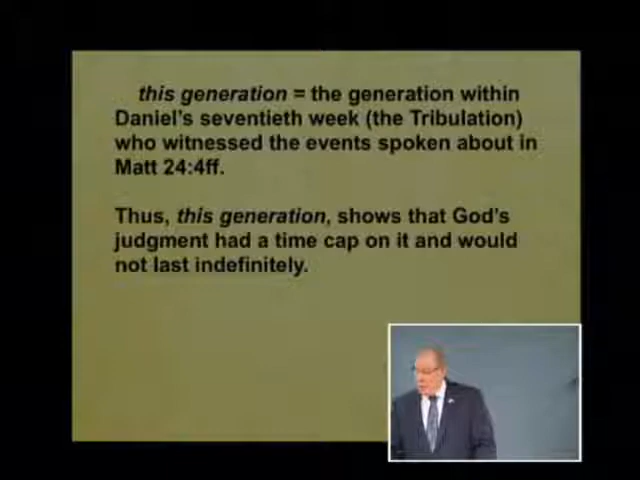 this generation = the generation within
Daniel's seventieth week (the Tribulation)
who witnessed the events spoken about in
Matt 24:4ff.
Thus, this generation, shows that God's
judgment had a time cap on it and would
not last indefinitely.